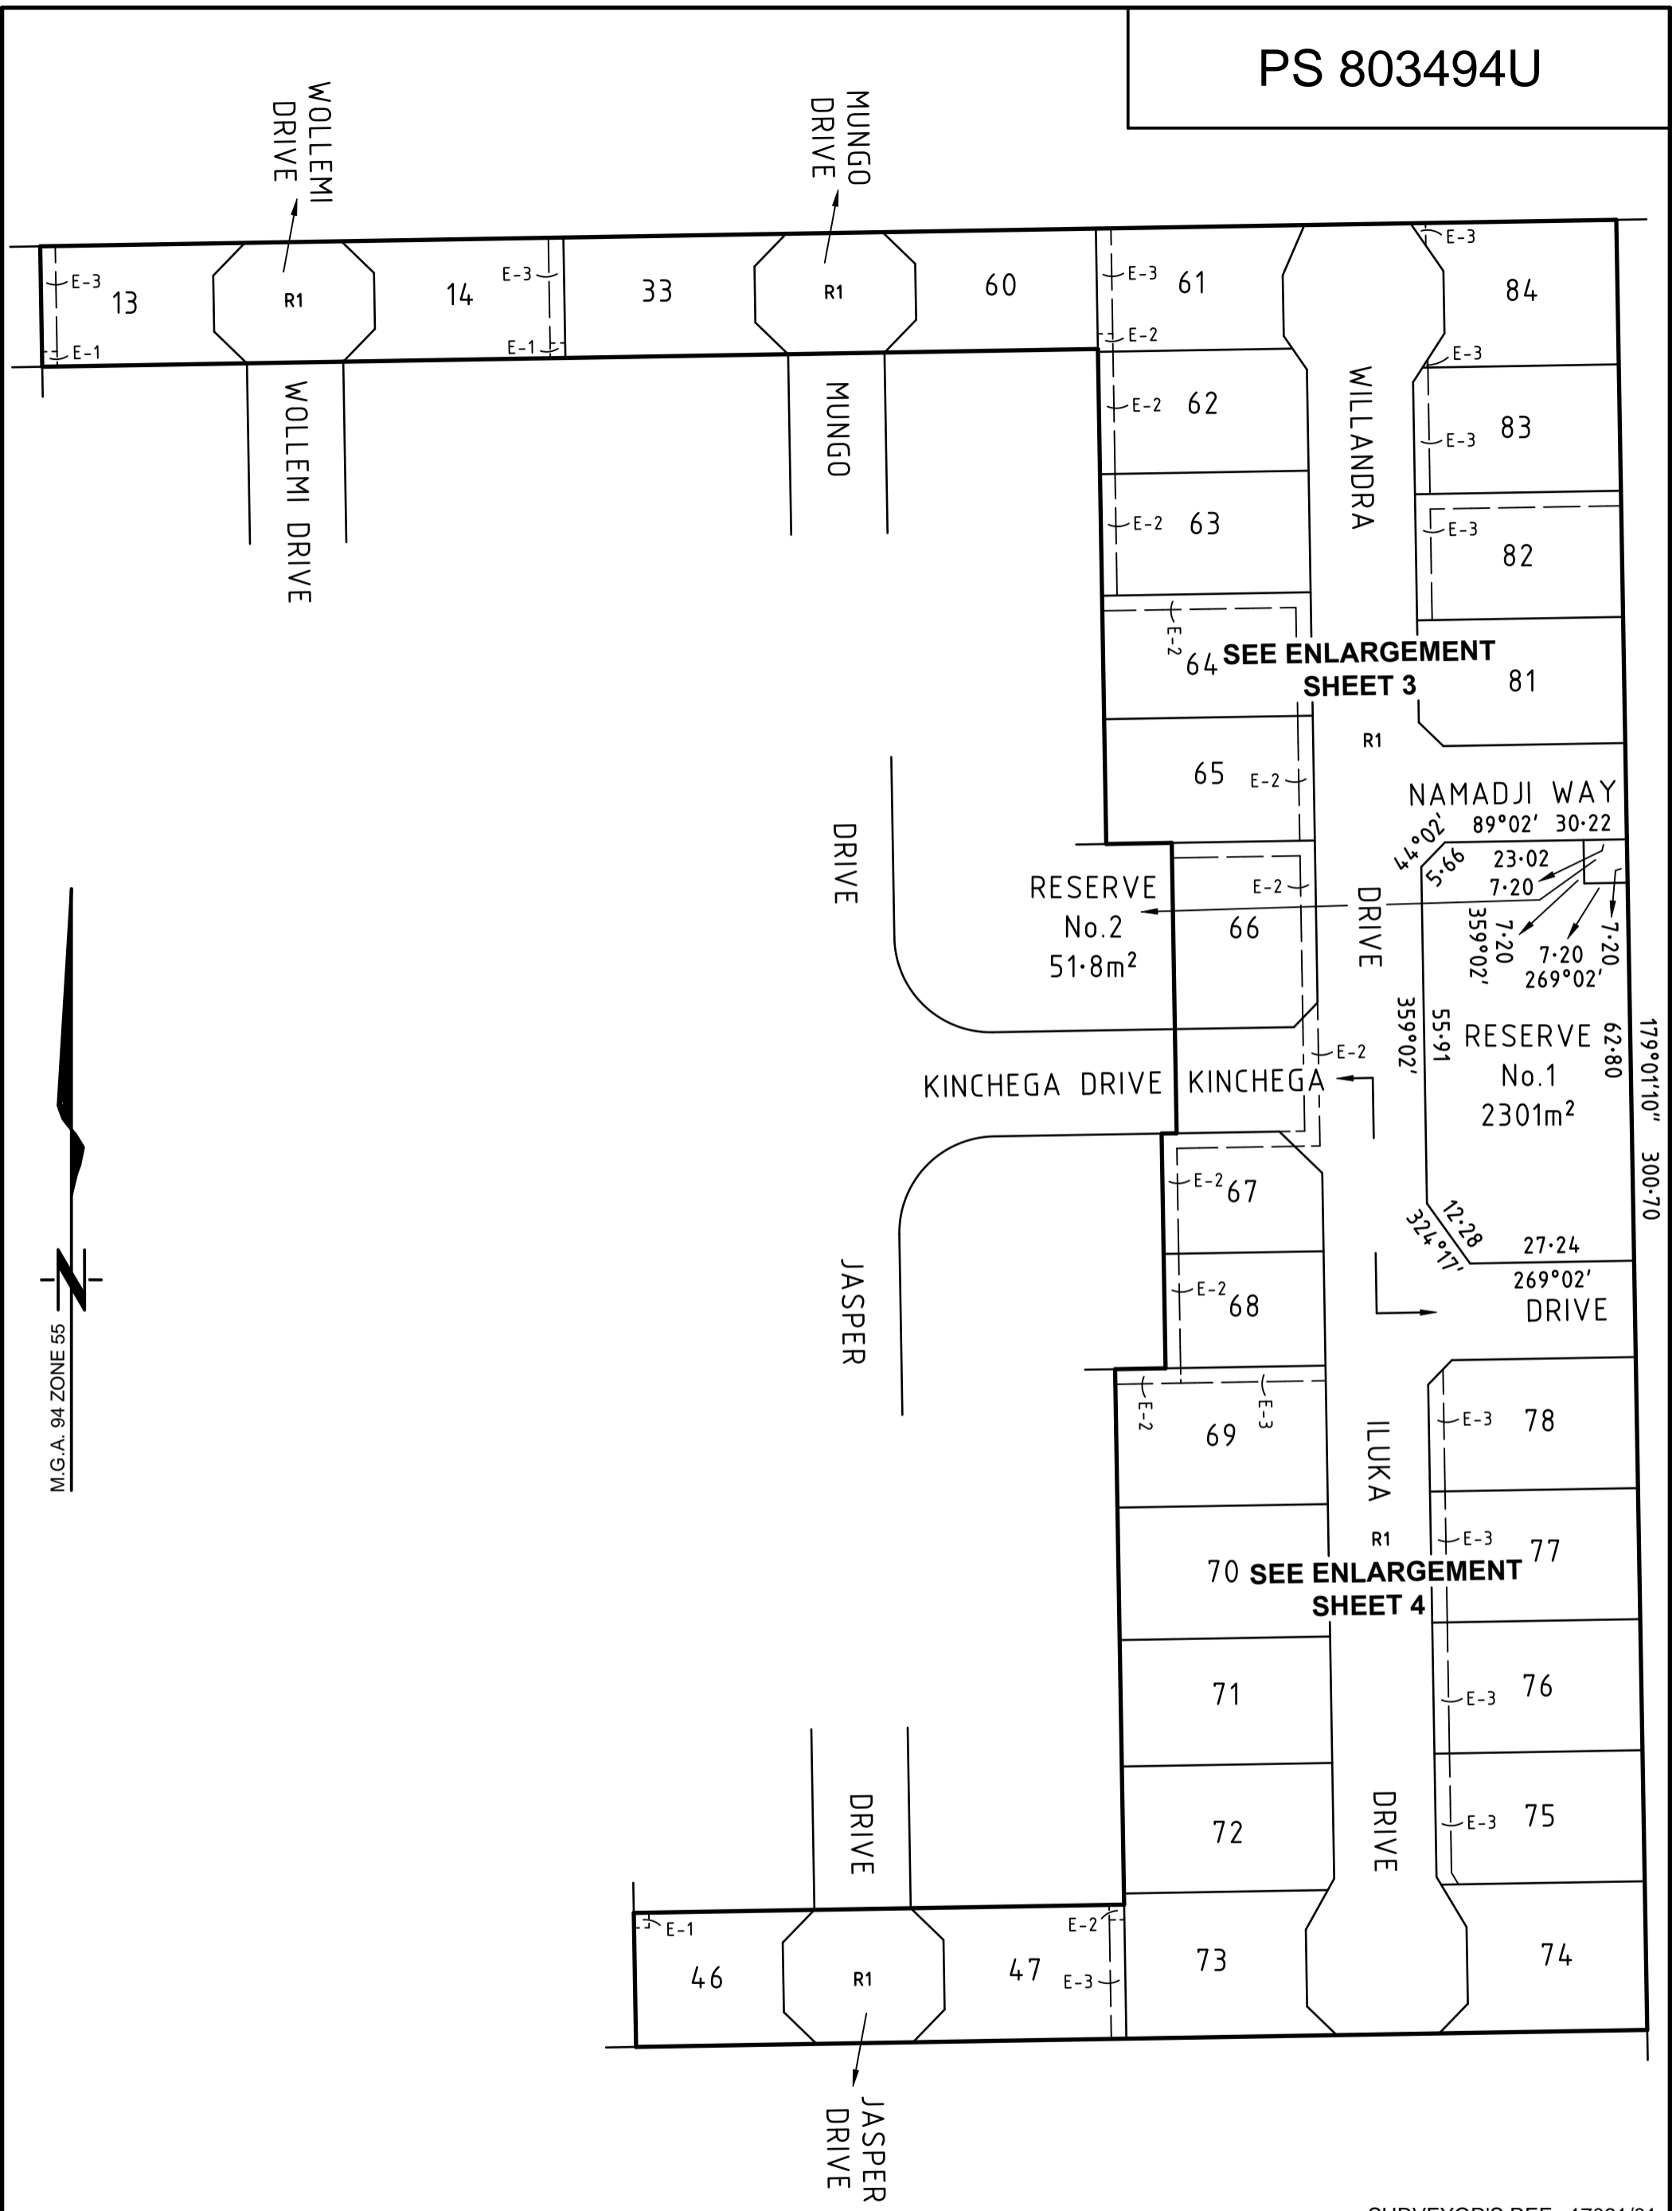 PS 803494U
WOLLEMI
DRIVE
MUNGO
DRIVE
E-3
13
E-1
R1
14
E-3
E-1
33
R1
60
E-3
61
E-2
E-3
84
E-3
WOLLEMI DRIVE
MUNGO
E-2 62
WILLANDRA
E-3 83
E-2 63
E-3
82
E-2
64
SEE ENLARGEMENT
SHEET 3
81
R1
65 E-2
NAMADJI WAY
89°02' 30·22
44°02'
5·66
23·02
7·20
DRIVE
RESERVE
No.2
51·8m²
E-2
66
DRIVE
359°02'
7·20
7·20
269°02'
7·20
359°02'
55·91
RESERVE
No.1
2301m²
62·80
179°01'10" 300·70
E-2
KINCHEGA DRIVE
KINCHEGA
E-2 67
12·28
324°17'
27·24
269°02'
DRIVE
JASPER
E-2 68
M.G.A. 94 ZONE 55
N
E-2
E-3
69
ILUKA
E-3 78
R1
E-3 77
70
SEE ENLARGEMENT
SHEET 4
71
E-3 76
72
DRIVE
E-3 75
DRIVE
E-1
46
R1
47
E-2
E-3
73
74
JASPER
DRIVE